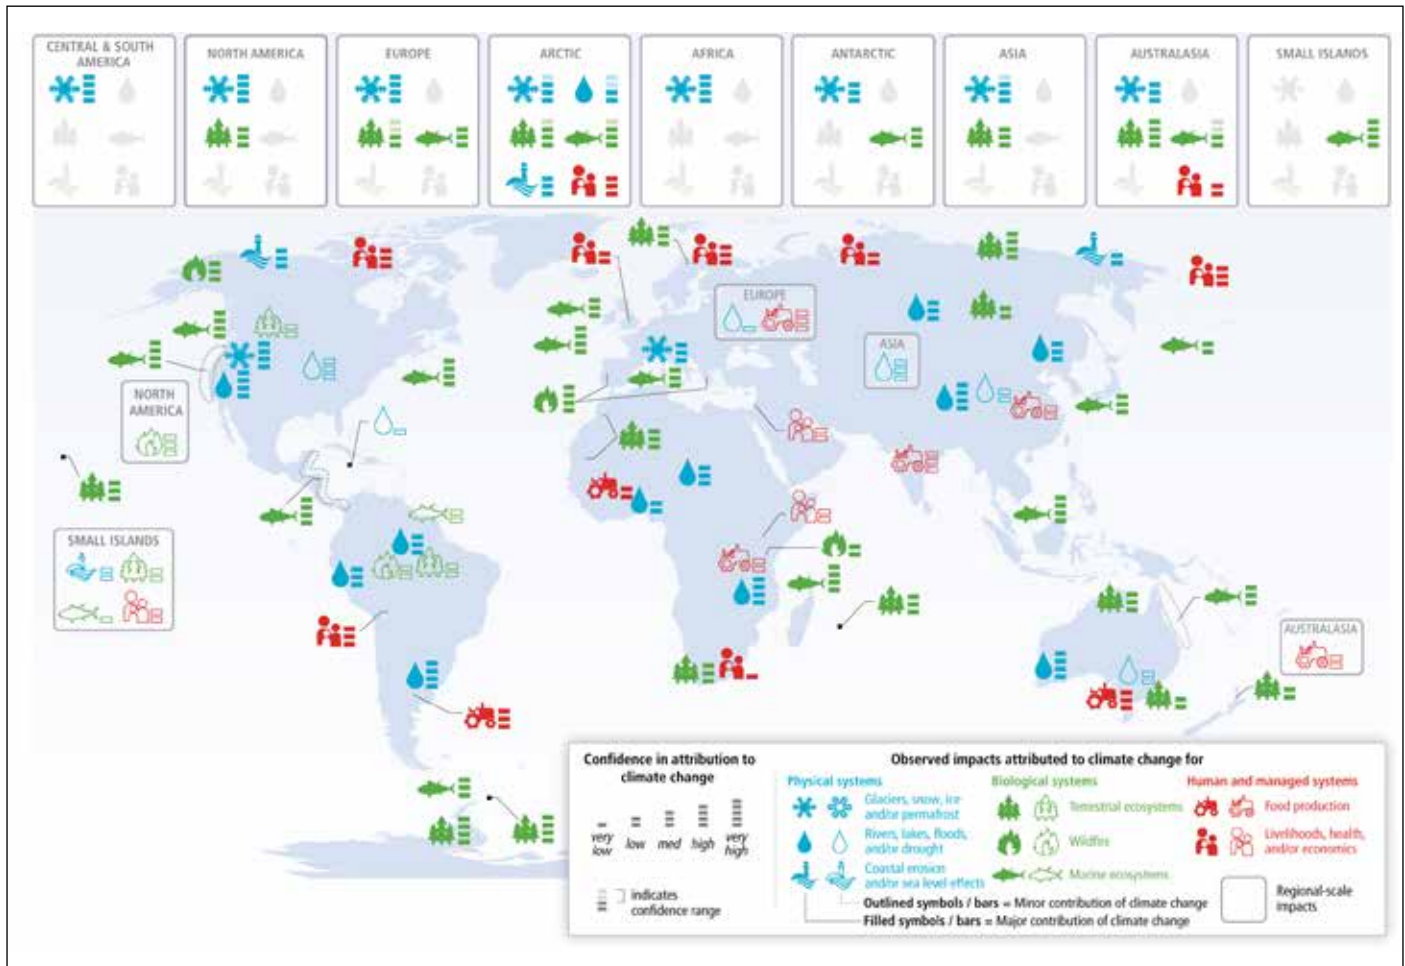 CENTRAL & SOUTH
AMERICA
NORTH AMERICA
EUROPE
ARCTIC
AFRICA
ANTARCTIC
ASIA
AUSTRALASIA
SMALL ISLANDS
EUROPE
ASIA
NORTH
AMERICA
SMALL ISLANDS
AUSTRALASIA
Confidence in attribution to
climate change
very
low
low
med
high
very
high
indicates
confidence range
Observed impacts attributed to climate change for
Physical systems
Glaciers, snow, ice
and/or permafrost
Rivers, lakes, floods,
and/or drought
Coastal erosion
and/or sea level effects
Biological systems
Terrestrial ecosystems
Wildfire
Marine ecosystems
Human and managed systems
Food production
Livelihoods, health,
and/or economics
Outlined symbols / bars = Minor contribution of climate change
Filled symbols / bars = Major contribution of climate change
Regional-scale
impacts